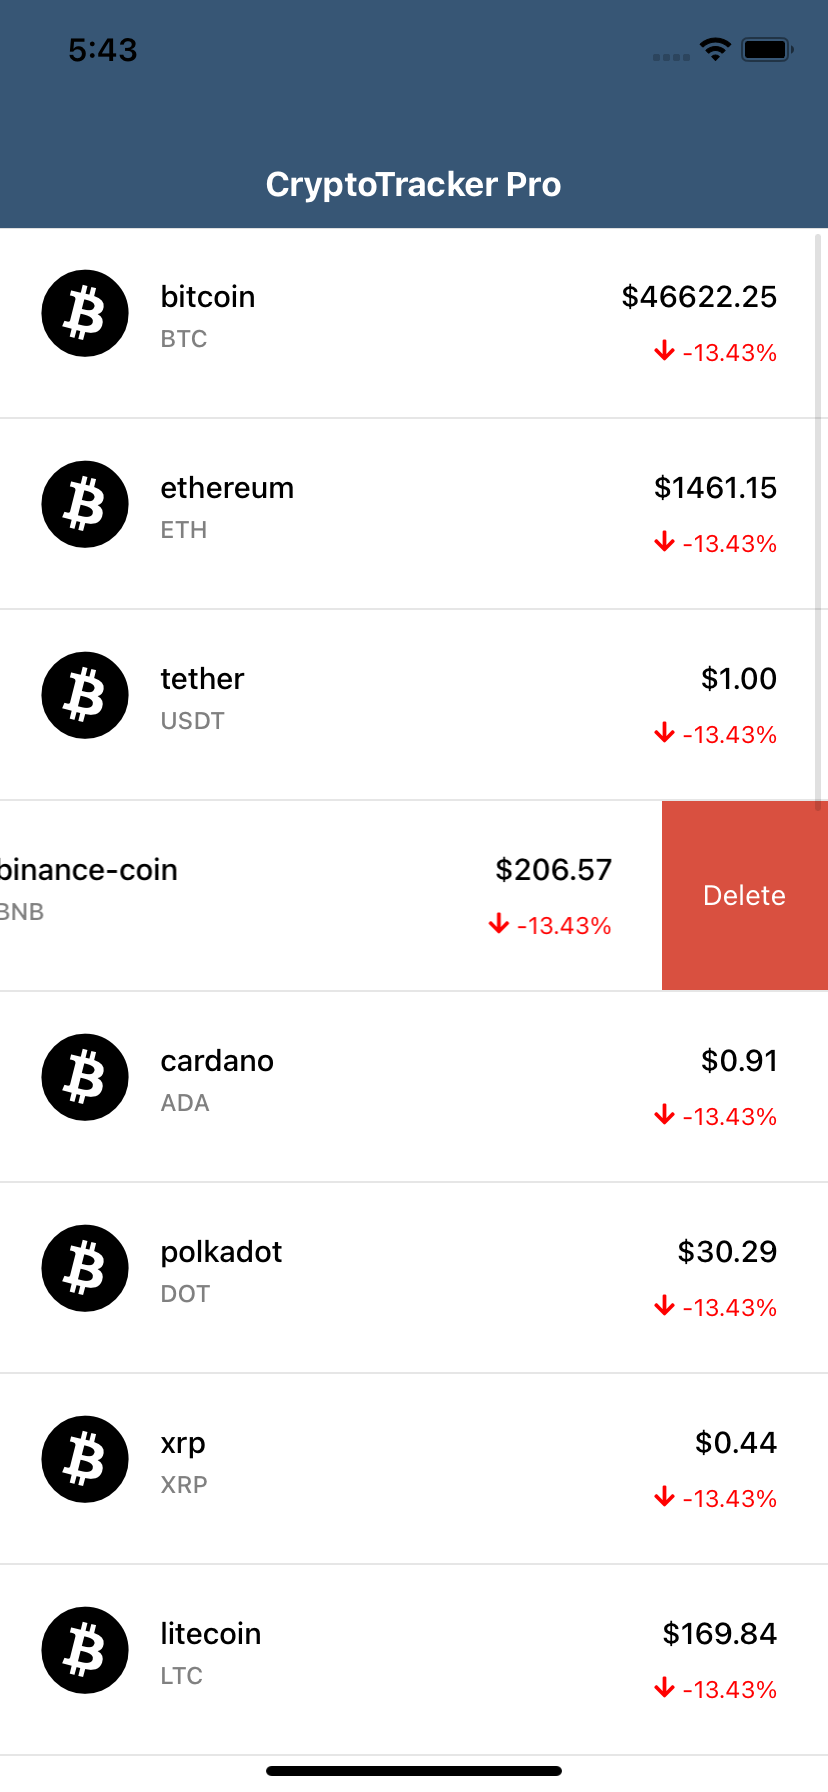 5:43
CryptoTracker Pro
bitcoin $46622.25
BTC -13.43%
ethereum $1461.15
ETH -13.43%
tether $1.00
USDT -13.43%
binance-coin $206.57
BNB -13.43%
Delete
cardano $0.91
ADA -13.43%
polkadot $30.29
DOT -13.43%
xrp $0.44
XRP -13.43%
litecoin $169.84
LTC -13.43%